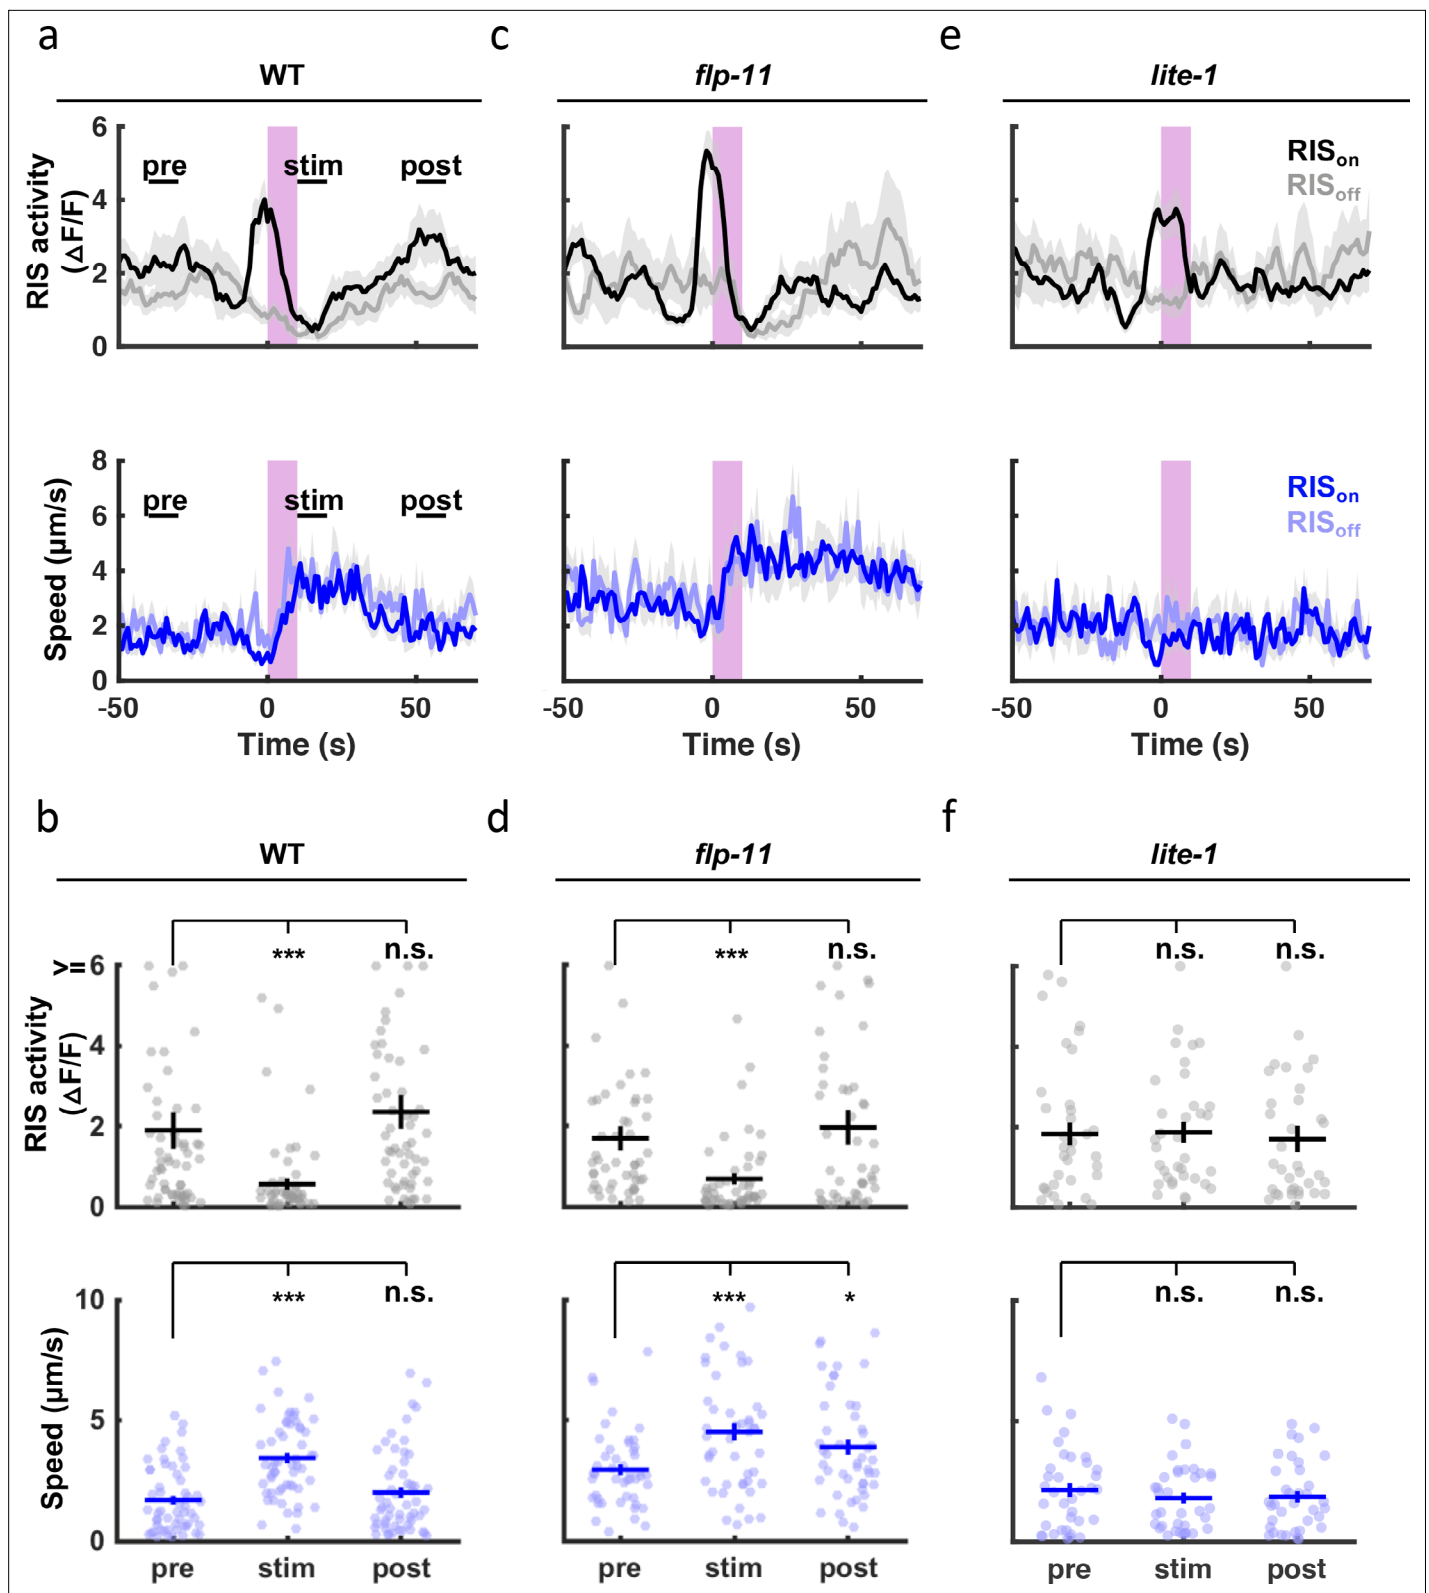 a
c
e
WT
flp-11
lite-1
6
4
2
0
RIS activity
(ΔF/F)
pre
stim
post
RISon
RISoff
8
6
4
2
0
Speed (µm/s)
pre
stim
post
RISon
RISoff
-50
0
50
-50
0
50
-50
0
50
Time (s)
Time (s)
Time (s)
b
d
f
WT
flp-11
lite-1
***
n.s.
***
n.s.
n.s.
n.s.
≥6
4
2
0
RIS activity
(ΔF/F)
***
n.s.
***
*
n.s.
n.s.
10
5
0
Speed (µm/s)
pre
stim
post
pre
stim
post
pre
stim
post